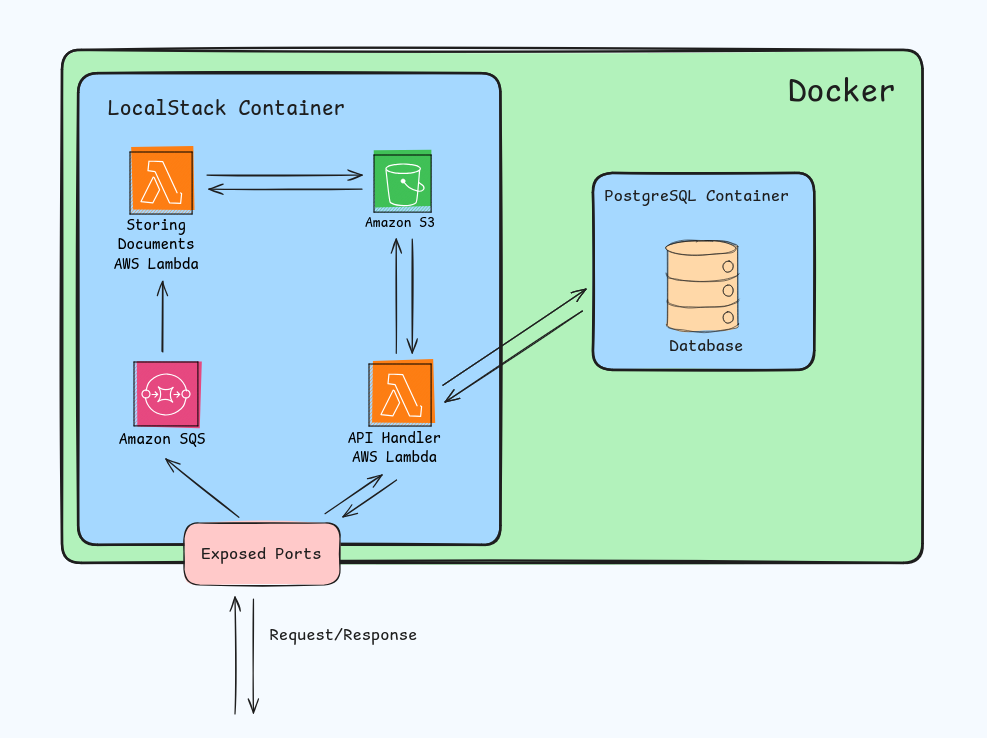 Docker
LocalStack Container
Storing
Documents
AWS Lambda
Amazon S3
PostgreSQL Container
Database
Amazon SQS
API Handler
AWS Lambda
Exposed Ports
Request/Response